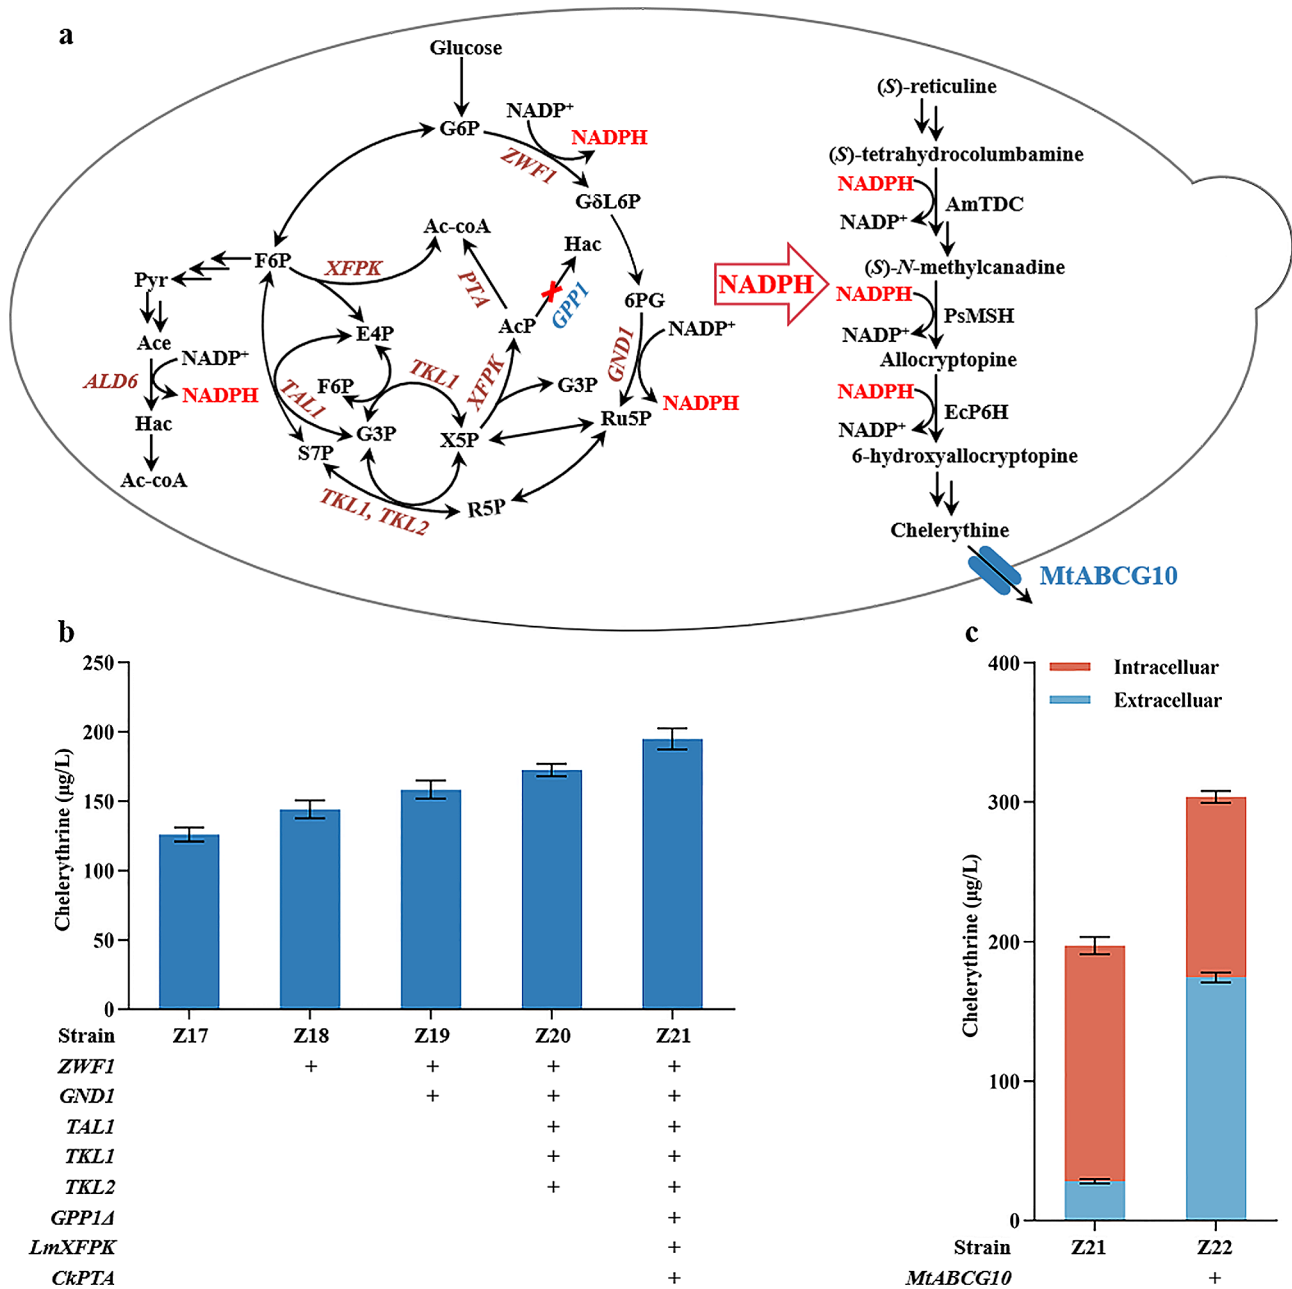 a
Glucose
G6P
NADP⁺
NADPH
ZWF1
GδL6P
Ac-coA
Hac
F6P
XFPK
PTA
GPP1
Pyr
6PG
AcP
E4P
NADP⁺
GND1
Ace
NADP⁺
ALD6
NADPH
F6P
TKL1
XFPK
G3P
TAL1
NADPH
Hac
G3P
X5P
Ru5P
S7P
Ac-coA
TKL1, TKL2
R5P
NADPH
(S)-reticuline
(S)-tetrahydrocolumbamine
NADPH
AmTDC
NADP⁺
(S)-N-methylcanadine
NADPH
PsMSH
NADP⁺
Allocryptopine
NADPH
EcP6H
NADP⁺
6-hydroxyallocryptopine
Chelerythine
MtABCG10
b
Chelerythrine (μg/L)
250
200
150
100
50
0
Strain Z17 Z18 Z19 Z20 Z21
ZWF1 + + + +
GND1 + + +
TAL1 + +
TKL1 + +
TKL2 + +
GPP1Δ +
LmXFPK +
CkPTA +
c
Intracelluar
Extracelluar
Chelerythrine (μg/L)
400
300
200
100
0
Strain Z21 Z22
MtABCG10 +